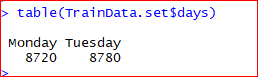 > table(TrainData.set$days)
Monday Tuesday
8720 8780
>